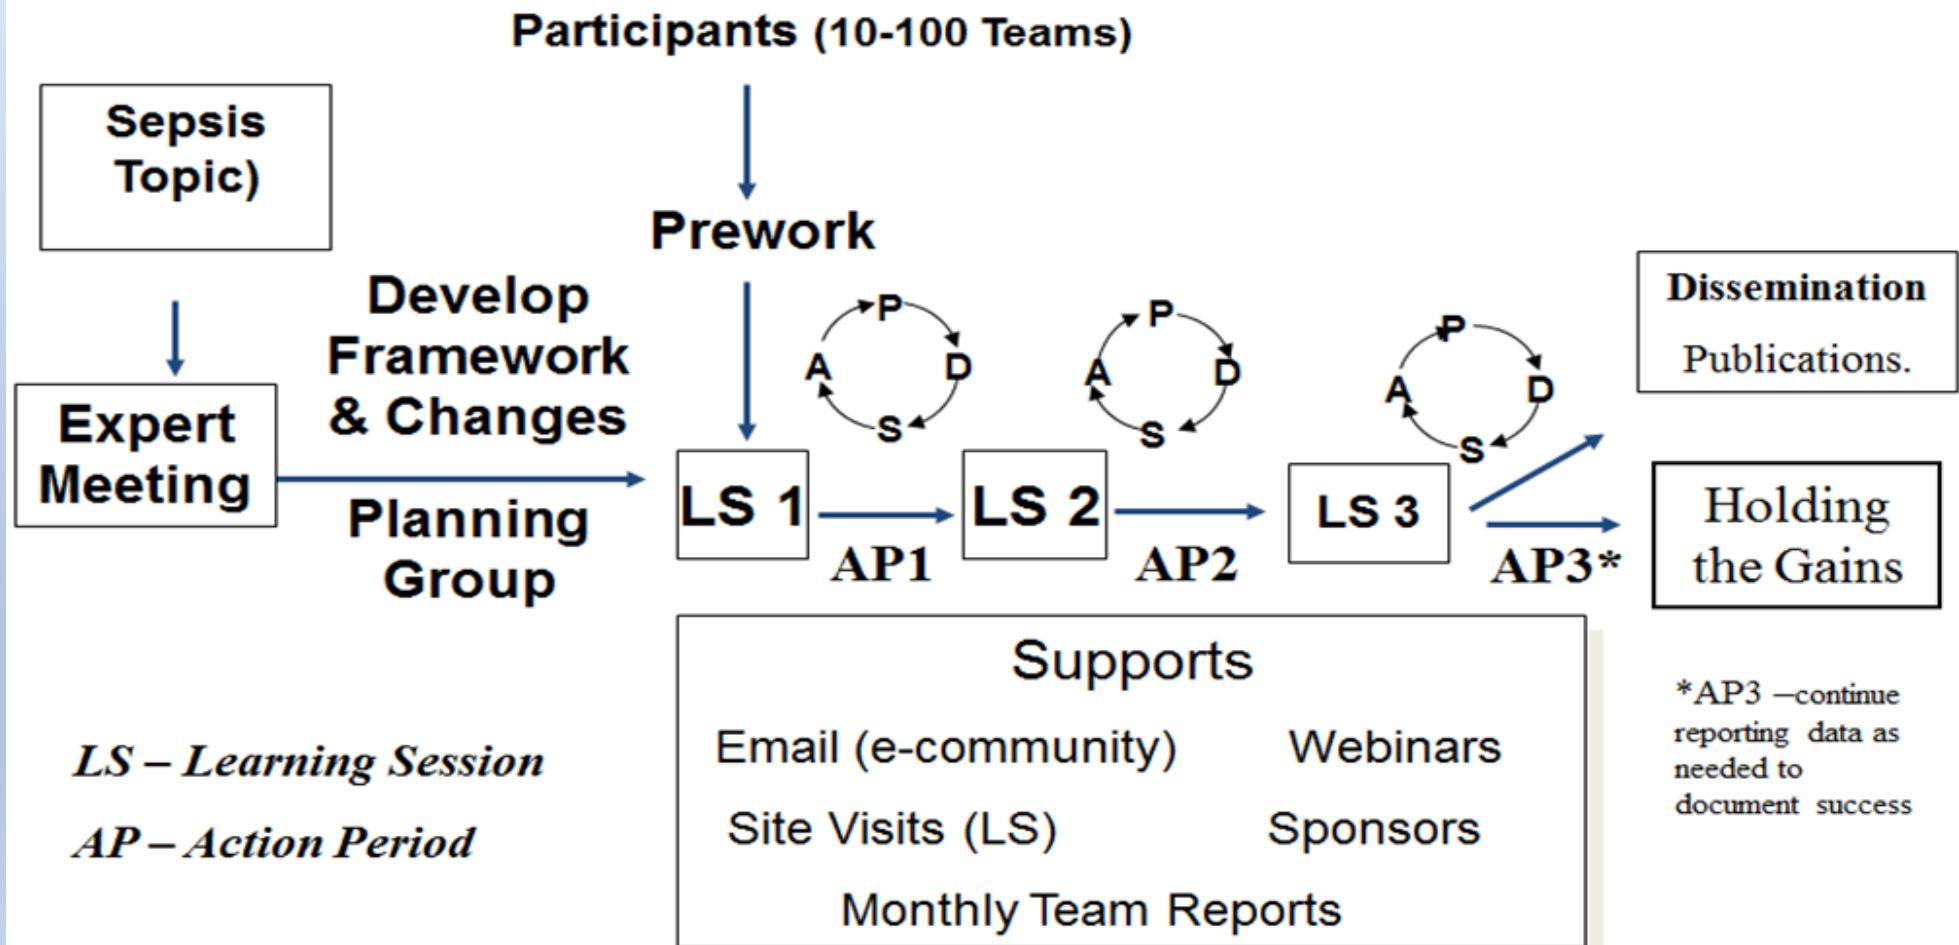 Participants (10-100 Teams)
Sepsis
Topic)
Prework
Develop
Framework
& Changes
Expert
Meeting
Planning
Group
P
A D
S
P
A D
S
P
A D
S
LS 1
AP1
LS 2
AP2
LS 3
AP3*
Dissemination
Publications.
Holding
the Gains
Supports
Email (e-community) Webinars
Site Visits (LS) Sponsors
Monthly Team Reports
*AP3 –continue
reporting data as
needed to
document success
LS – Learning Session
AP – Action Period